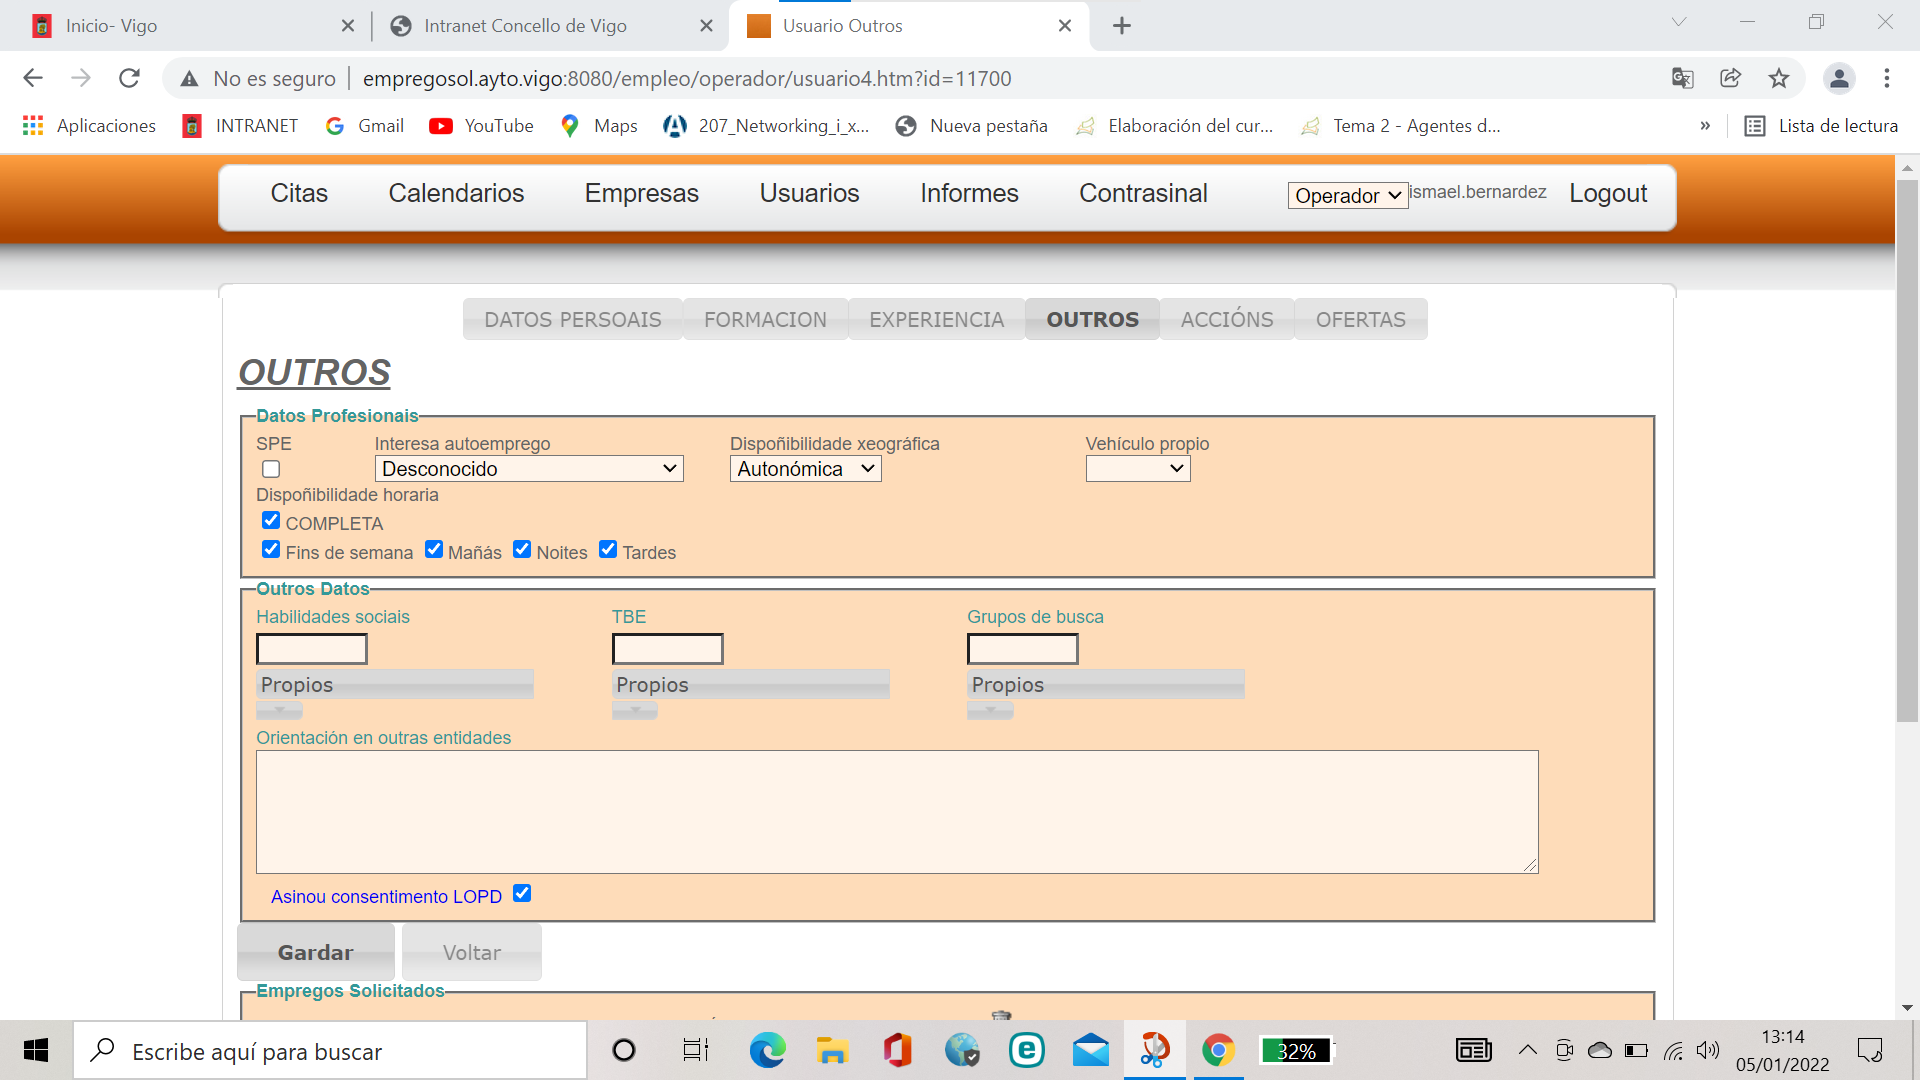 Inicio- Vigo
Intranet Concello de Vigo
Usuario Outros
No es seguro
empregosol.ayto.vigo:8080/empleo/operador/usuario4.htm?id=11700
Aplicaciones
INTRANET
Gmail
YouTube
Maps
207_Networking_i_x...
Nueva pestaña
Elaboración del cur...
Tema 2 - Agentes d...
»
Lista de lectura
Citas
Calendarios
Empresas
Usuarios
Informes
Contrasinal
Operador
ismael.bernardez
Logout
DATOS PERSOAIS
FORMACION
EXPERIENCIA
OUTROS
ACCIÓNS
OFERTAS
OUTROS
Datos Profesionais
SPE
Interesa autoemprego
Dispoñibilidade xeográfica
Vehículo propio
Desconocido
Autonómica
Dispoñibilidade horaria
COMPLETA
Fins de semana
Mañás
Noites
Tardes
Outros Datos
Habilidades sociais
TBE
Grupos de busca
Propios
Propios
Propios
Orientación en outras entidades
Asinou consentimento LOPD
Gardar
Voltar
Empregos Solicitados
Escribe aquí para buscar
32%
13:14
05/01/2022